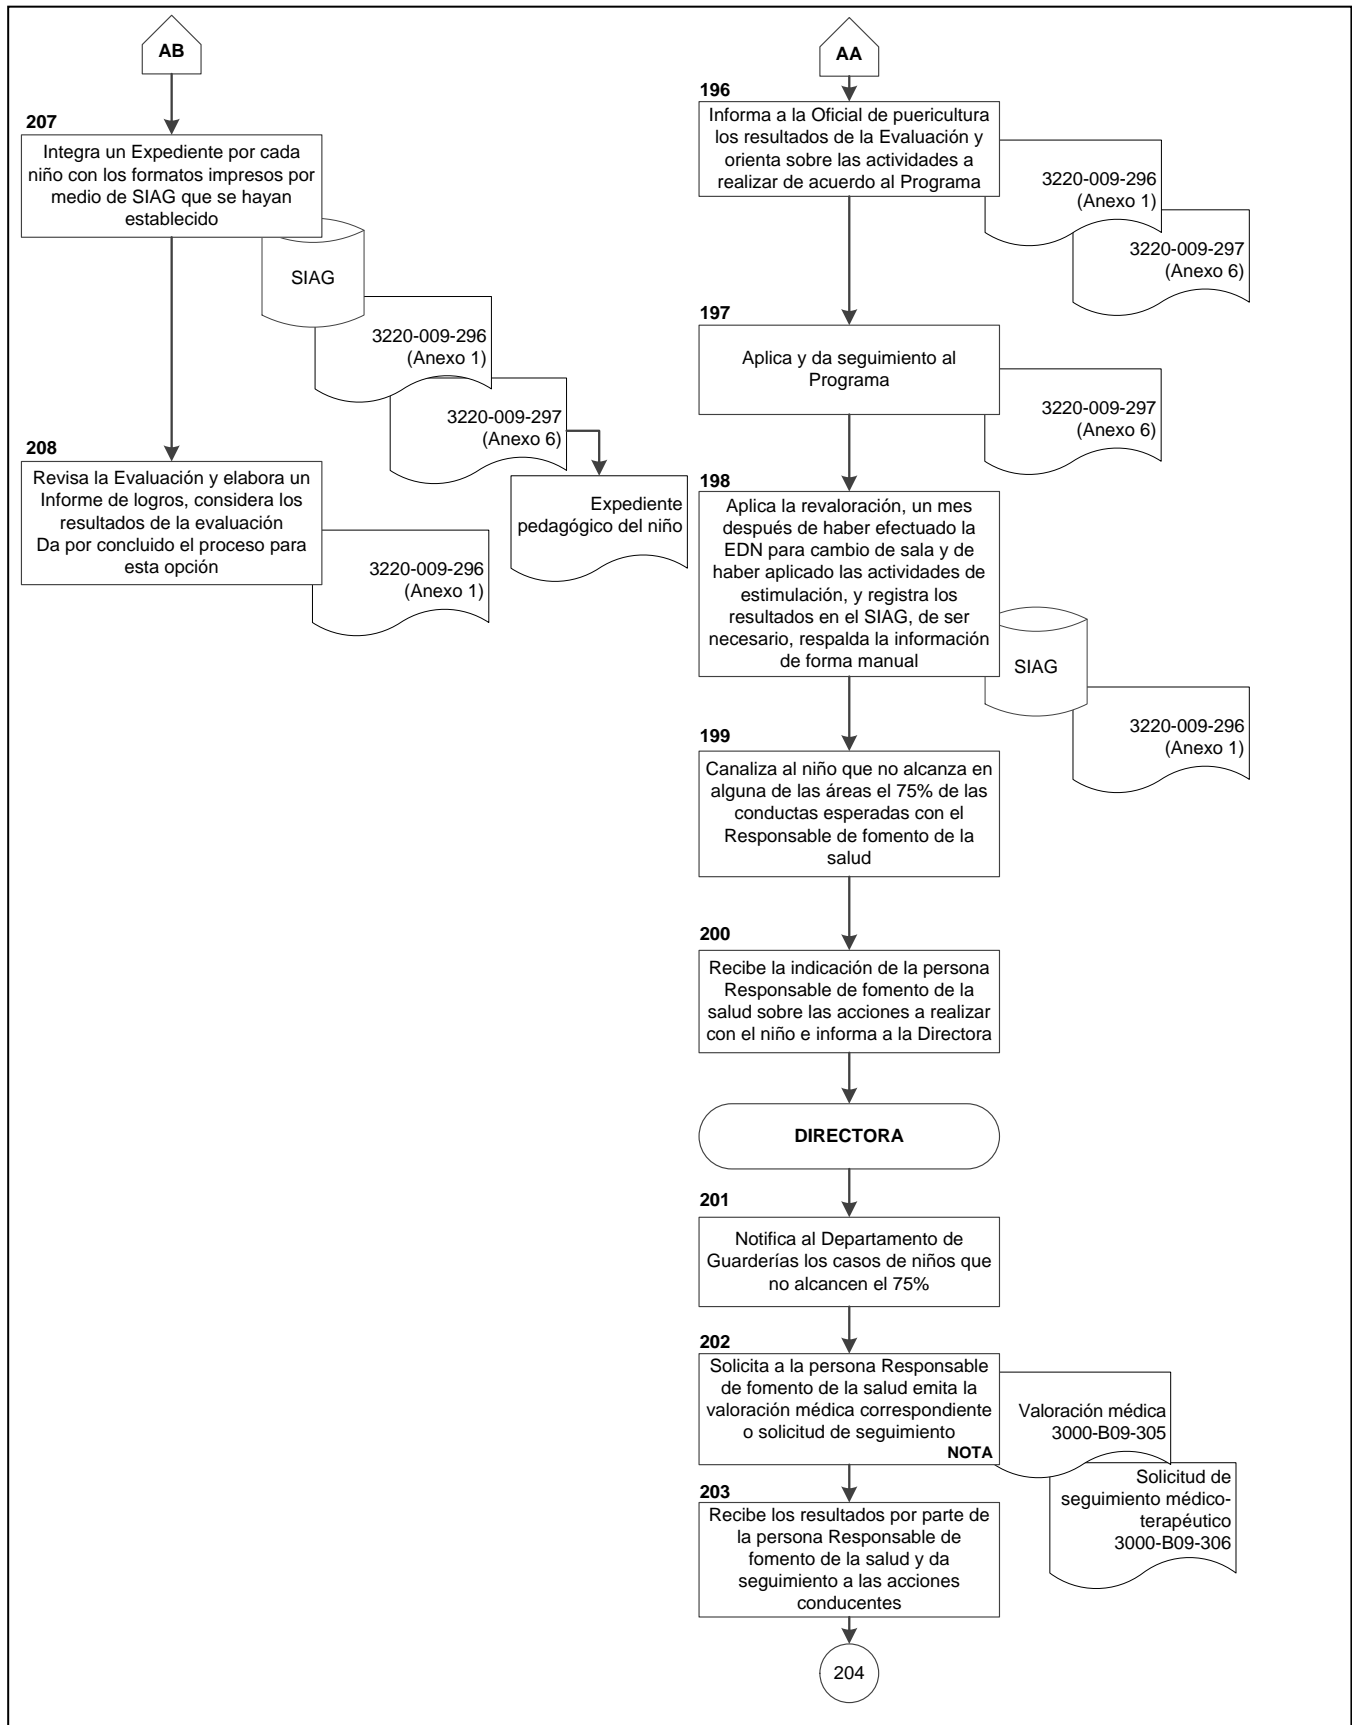 AB
207
Integra un Expediente por cada
niño con los formatos impresos por
medio de SIAG que se hayan
establecido
SIAG
3220-009-296
(Anexo 1)
3220-009-297
(Anexo 6)
Expediente
pedagógico del niño
208
Revisa la Evaluación y elabora un
Informe de logros, considera los
resultados de la evaluación
Da por concluido el proceso para
esta opción
3220-009-296
(Anexo 1)
AA
196
Informa a la Oficial de puericultura
los resultados de la Evaluación y
orienta sobre las actividades a
realizar de acuerdo al Programa
3220-009-296
(Anexo 1)
3220-009-297
(Anexo 6)
197
Aplica y da seguimiento al
Programa
3220-009-297
(Anexo 6)
198
Aplica la revaloración, un mes
después de haber efectuado la
EDN para cambio de sala y de
haber aplicado las actividades de
estimulación, y registra los
resultados en el SIAG, de ser
necesario, respalda la información
de forma manual
SIAG
3220-009-296
(Anexo 1)
199
Canaliza al niño que no alcanza en
alguna de las áreas el 75% de las
conductas esperadas con el
Responsable de fomento de la
salud
200
Recibe la indicación de la persona
Responsable de fomento de la
salud sobre las acciones a realizar
con el niño e informa a la Directora
DIRECTORA
201
Notifica al Departamento de
Guarderías los casos de niños que
no alcancen el 75%
202
Solicita a la persona Responsable
de fomento de la salud emita la
valoración médica correspondiente
o solicitud de seguimiento
NOTA
Valoración médica
3000-B09-305
Solicitud de
seguimiento médico-
terapéutico
3000-B09-306
203
Recibe los resultados por parte de
la persona Responsable de
fomento de la salud y da
seguimiento a las acciones
conducentes
204